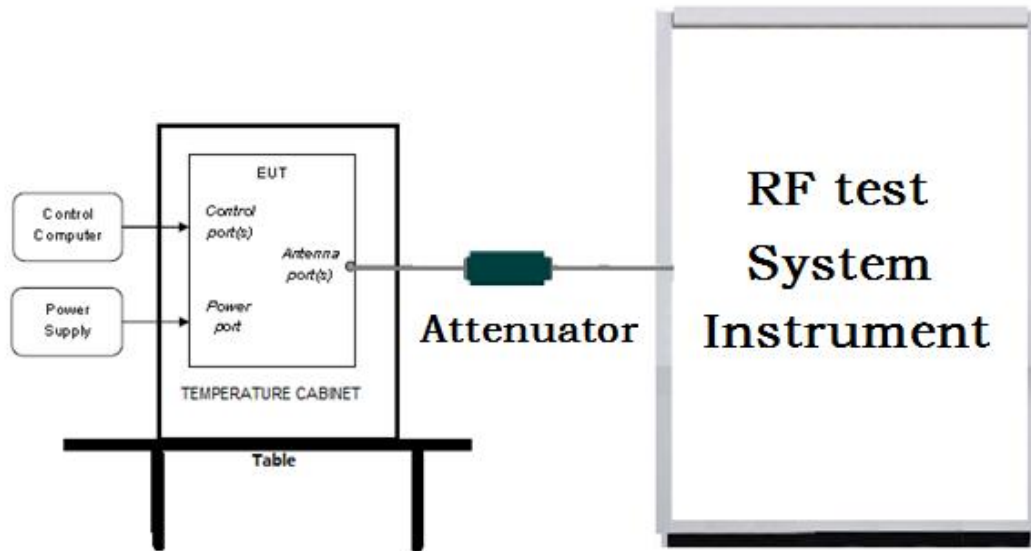 Control
Computer
Power
Supply
EUT
Control
port(s)
Antenna
port(s)
Power
port
TEMPERATURE CABINET
Table
Attenuator
RF test
System
Instrument